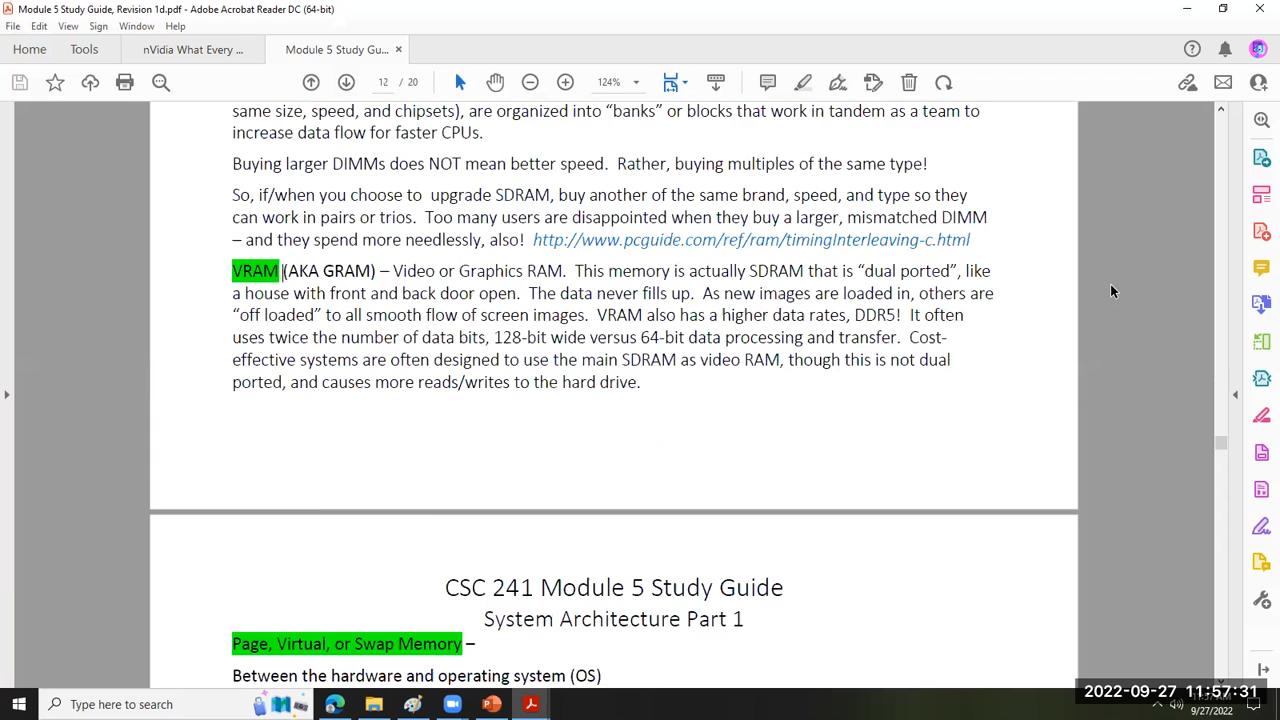 Module 5 Study Guide, Revision 1d.pdf - Adobe Acrobat Reader DC (64-bit)
File Edit View Sign Window Help
Home Tools nVidia What Every ... Module 5 Study Gu... ×
12 / 20 124%
same size, speed, and chipsets), are organized into “banks” or blocks that work in tandem as a team to
increase data flow for faster CPUs.
Buying larger DIMMs does NOT mean better speed. Rather, buying multiples of the same type!
So, if/when you choose to upgrade SDRAM, buy another of the same brand, speed, and type so they
can work in pairs or trios. Too many users are disappointed when they buy a larger, mismatched DIMM
– and they spend more needlessly, also! http://www.pcguide.com/ref/ram/timingInterleaving-c.html
VRAM (AKA GRAM) – Video or Graphics RAM. This memory is actually SDRAM that is “dual ported”, like
a house with front and back door open. The data never fills up. As new images are loaded in, others are
“off loaded” to all smooth flow of screen images. VRAM also has a higher data rates, DDR5! It often
uses twice the number of data bits, 128-bit wide versus 64-bit data processing and transfer. Cost-
effective systems are often designed to use the main SDRAM as video RAM, though this is not dual
ported, and causes more reads/writes to the hard drive.
CSC 241 Module 5 Study Guide
System Architecture Part 1
Page, Virtual, or Swap Memory –
Between the hardware and operating system (OS)
Type here to search
2022-09-27 11:57:31
9/27/2022